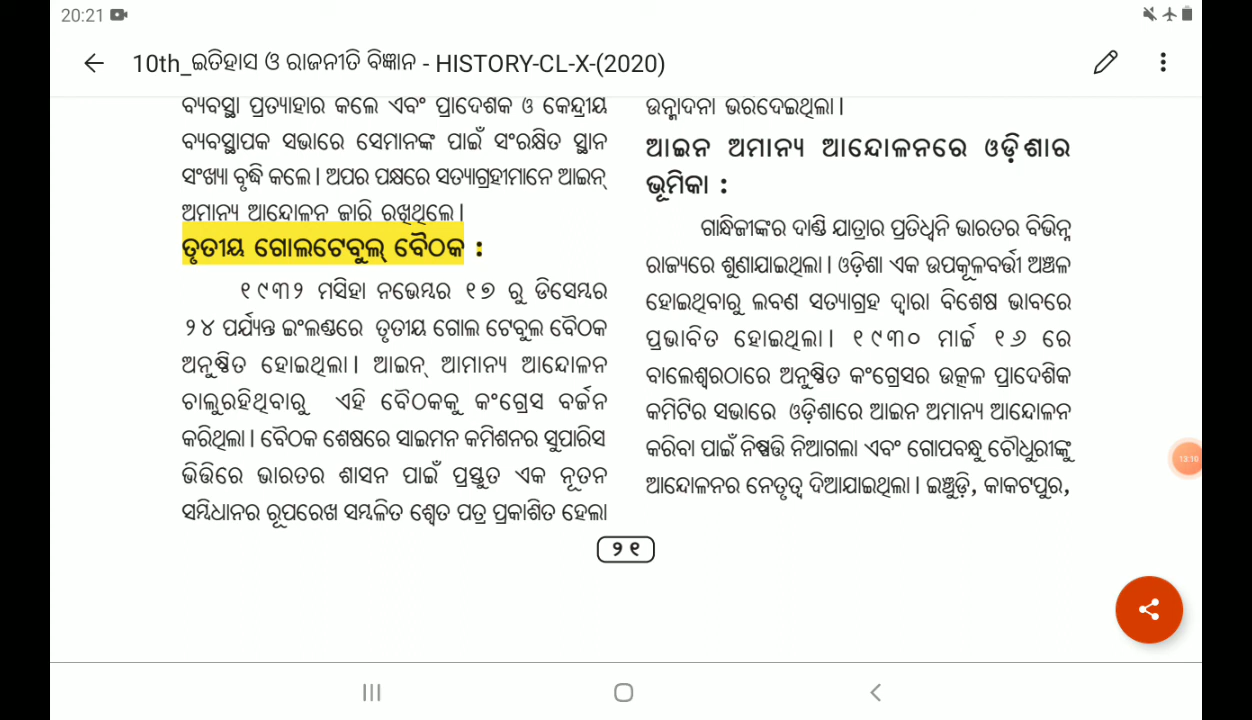 20:21
10th_ଇତିହାସ ଓ ରାଜନୀତି ବିଜ୍ଞାନ - HISTORY-CL-X-(2020)
ବ୍ୟବସ୍ଥା ପ୍ରତ୍ୟାହାର କଲେ ଏବଂ ପ୍ରାଦେଶିକ ଓ କେନ୍ଦ୍ରୀୟ
ବ୍ୟବସ୍ଥାପକ ସଭାରେ ସେମାନଙ୍କ ପାଇଁ ସଂରକ୍ଷିତ ସ୍ଥାନ
ସଂଖ୍ୟା ବୃଦ୍ଧି କଲେ। ଅପର ପକ୍ଷରେ ସତ୍ୟାଗ୍ରହୀମାନେ ଆଇନ୍
ଅମାନ୍ୟ ଆନ୍ଦୋଳନ ଜାରି ରଖିଥିଲେ।
ତୃତୀୟ ଗୋଲଟେବୁଲ୍ ବୈଠକ :
୧୯୩୨ ମସିହା ନଭେମ୍ବର ୧୭ ରୁ ଡିସେମ୍ବର
୨୪ ପର୍ଯ୍ୟନ୍ତ ଇଂଲଣ୍ଡରେ ତୃତୀୟ ଗୋଲ ଟେବୁଲ ବୈଠକ
ଅନୁଷ୍ଠିତ ହୋଇଥିଲା। ଆଇନ୍ ଆମାନ୍ୟ ଆନ୍ଦୋଳନ
ଚାଲୁରହିଥିବାରୁ ଏହି ବୈଠକକୁ କଂଗ୍ରେସ ବର୍ଜନ
କରିଥିଲା। ବୈଠକ ଶେଷରେ ସାଇମନ କମିଶନର ସୁପାରିସ
ଭିତ୍ତିରେ ଭାରତର ଶାସନ ପାଇଁ ପ୍ରସ୍ତୁତ ଏକ ନୂତନ
ସମ୍ବିଧାନର ରୂପରେଖ ସମ୍ବଳିତ ଶ୍ୱେତ ପତ୍ର ପ୍ରକାଶିତ ହେଲା
ଉନ୍ମାଦନା ଭରିଦେଇଥିଲା।
ଆଇନ ଅମାନ୍ୟ ଆନ୍ଦୋଳନରେ ଓଡ଼ିଶାର
ଭୂମିକା :
ଗାନ୍ଧିଜୀଙ୍କର ଦାଣ୍ଡି ଯାତ୍ରାର ପ୍ରତିଧ୍ୱନି ଭାରତର ବିଭିନ୍ନ
ରାଜ୍ୟରେ ଶୁଣାଯାଇଥିଲା। ଓଡ଼ିଶା ଏକ ଉପକୂଳବର୍ତ୍ତୀ ଅଞ୍ଚଳ
ହୋଇଥିବାରୁ ଲବଣ ସତ୍ୟାଗ୍ରହ ଦ୍ୱାରା ବିଶେଷ ଭାବରେ
ପ୍ରଭାବିତ ହୋଇଥିଲା। ୧୯୩୦ ମାର୍ଚ୍ଚ ୧୬ ରେ
ବାଲେଶ୍ୱରଠାରେ ଅନୁଷ୍ଠିତ କଂଗ୍ରେସର ଉତ୍କଳ ପ୍ରାଦେଶିକ
କମିଟିର ସଭାରେ ଓଡ଼ିଶାରେ ଆଇନ ଅମାନ୍ୟ ଆନ୍ଦୋଳନ
କରିବା ପାଇଁ ନିଷ୍ପତ୍ତି ନିଆଗଲା ଏବଂ ଗୋପବନ୍ଧୁ ଚୌଧୁରୀଙ୍କୁ
ଆନ୍ଦୋଳନର ନେତୃତ୍ୱ ଦିଆଯାଇଥିଲା। ଇଞ୍ଚୁଡ଼ି, କାକଟପୁର,
୨୧
13:10